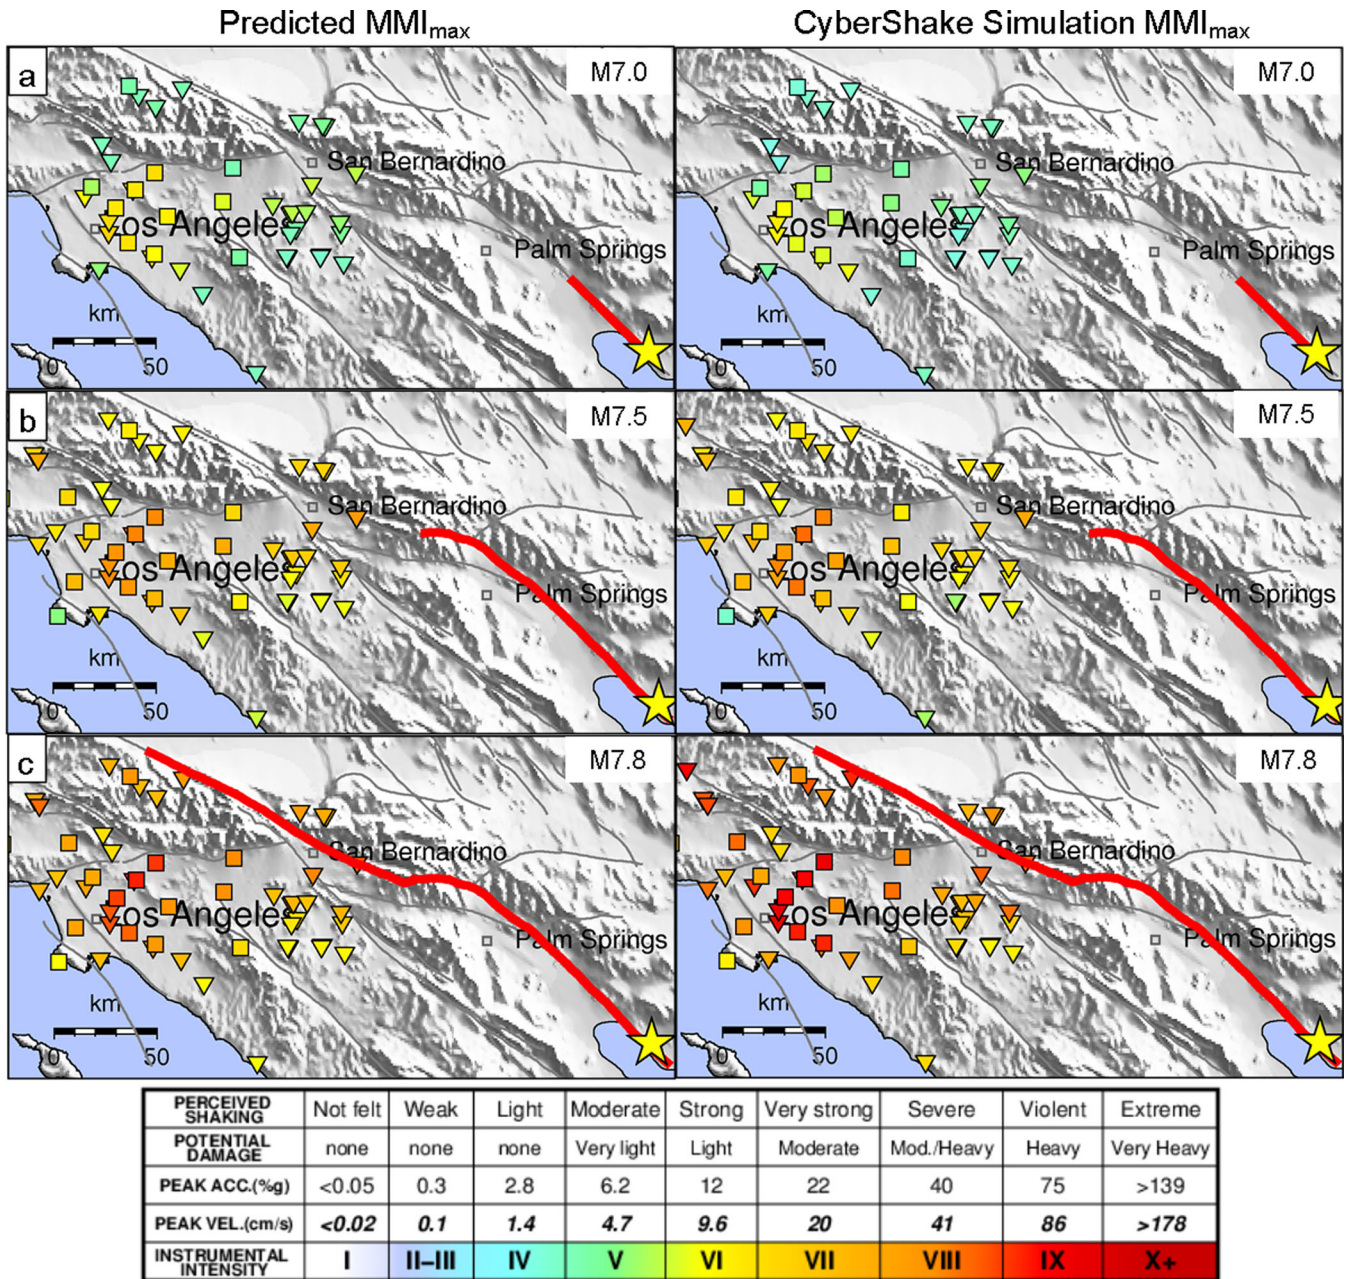 Predicted MMImax
CyberShake Simulation MMImax
a
M7.0
San Bernardino
os Angeles
Palm Springs
km
0 50
M7.0
San Bernardino
os Angeles
Palm Springs
km
0 50
b
M7.5
San Bernardino
os Angeles
Palm Springs
km
0 50
M7.5
San Bernardino
os Angeles
Palm Springs
km
0 50
c
M7.8
San Bernardino
os Angeles
Palm Springs
km
0 50
M7.8
San Bernardino
os Angeles
Palm Springs
km
0 50
PERCEIVED SHAKING Not felt Weak Light Moderate Strong Very strong Severe Violent Extreme
POTENTIAL DAMAGE none none none Very light Light Moderate Mod./Heavy Heavy Very Heavy
PEAK ACC.(%g) <0.05 0.3 2.8 6.2 12 22 40 75 >139
PEAK VEL.(cm/s) <0.02 0.1 1.4 4.7 9.6 20 41 86 >178
INSTRUMENTAL INTENSITY I II–III IV V VI VII VIII IX X+